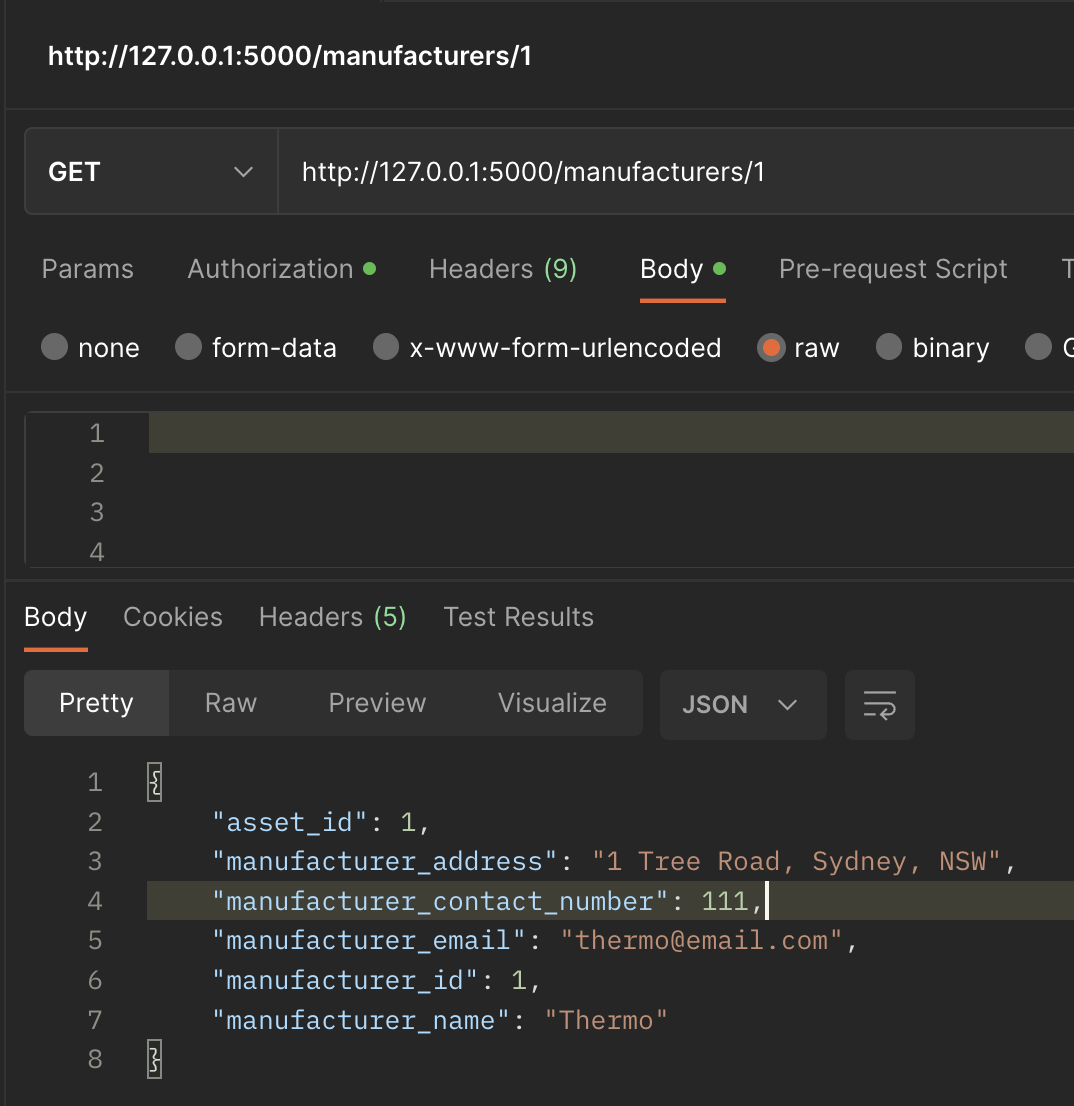 http://127.0.0.1:5000/manufacturers/1
GET http://127.0.0.1:5000/manufacturers/1
Params Authorization Headers (9) Body Pre-request Script T
none form-data x-www-form-urlencoded raw binary G
1
2
3
4
Body Cookies Headers (5) Test Results
Pretty Raw Preview Visualize JSON
1 {
2 "asset_id": 1,
3 "manufacturer_address": "1 Tree Road, Sydney, NSW",
4 "manufacturer_contact_number": 111,
5 "manufacturer_email": "thermo@email.com",
6 "manufacturer_id": 1,
7 "manufacturer_name": "Thermo"
8 }